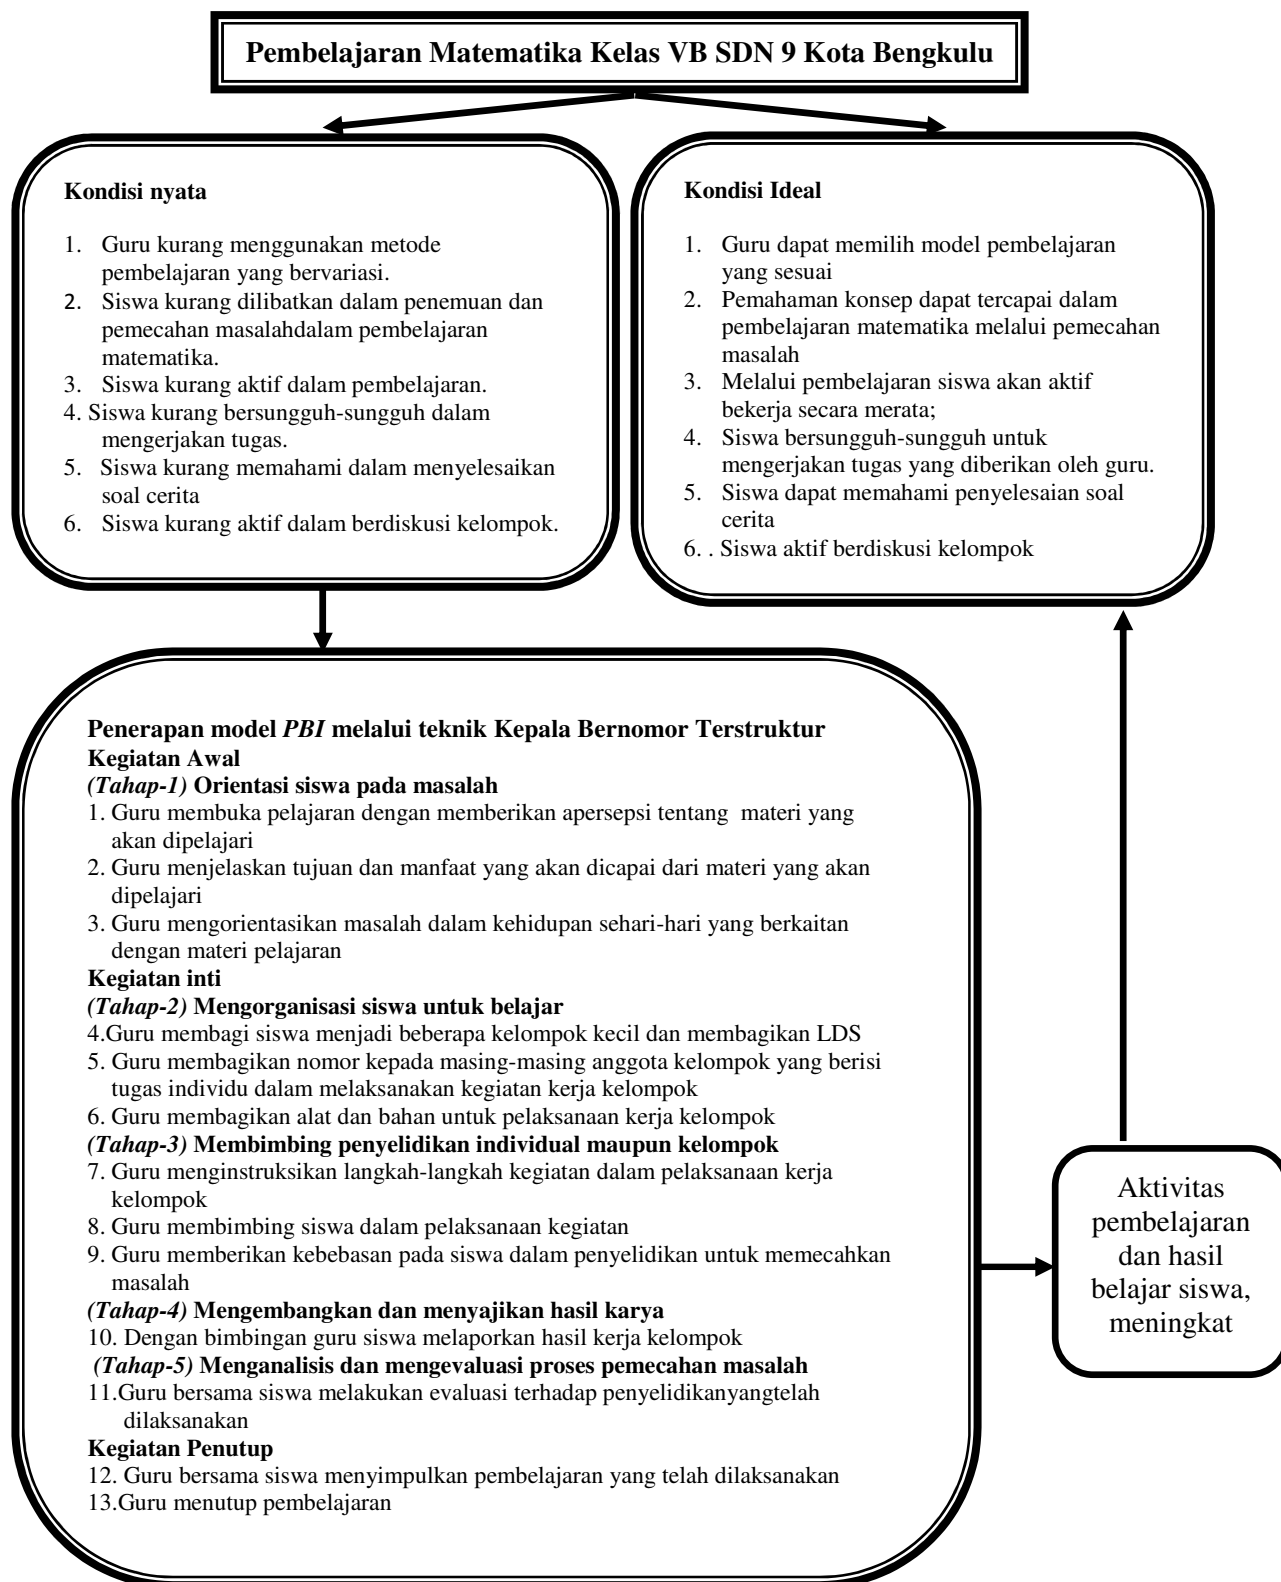 Pembelajaran Matematika Kelas VB SDN 9 Kota Bengkulu
Kondisi nyata
1. Guru kurang menggunakan metode
pembelajaran yang bervariasi.
2. Siswa kurang dilibatkan dalam penemuan dan
pemecahan masalahdalam pembelajaran
matematika.
3. Siswa kurang aktif dalam pembelajaran.
4. Siswa kurang bersungguh-sungguh dalam
mengerjakan tugas.
5. Siswa kurang memahami dalam menyelesaikan
soal cerita
6. Siswa kurang aktif dalam berdiskusi kelompok.
Kondisi Ideal
1. Guru dapat memilih model pembelajaran
yang sesuai
2. Pemahaman konsep dapat tercapai dalam
pembelajaran matematika melalui pemecahan
masalah
3. Melalui pembelajaran siswa akan aktif
bekerja secara merata;
4. Siswa bersungguh-sungguh untuk
mengerjakan tugas yang diberikan oleh guru.
5. Siswa dapat memahami penyelesaian soal
cerita
6. . Siswa aktif berdiskusi kelompok
Penerapan model PBI melalui teknik Kepala Bernomor Terstruktur
Kegiatan Awal
(Tahap-1) Orientasi siswa pada masalah
1. Guru membuka pelajaran dengan memberikan apersepsi tentang materi yang
akan dipelajari
2. Guru menjelaskan tujuan dan manfaat yang akan dicapai dari materi yang akan
dipelajari
3. Guru mengorientasikan masalah dalam kehidupan sehari-hari yang berkaitan
dengan materi pelajaran
Kegiatan inti
(Tahap-2) Mengorganisasi siswa untuk belajar
4.Guru membagi siswa menjadi beberapa kelompok kecil dan membagikan LDS
5. Guru membagikan nomor kepada masing-masing anggota kelompok yang berisi
tugas individu dalam melaksanakan kegiatan kerja kelompok
6. Guru membagikan alat dan bahan untuk pelaksanaan kerja kelompok
(Tahap-3) Membimbing penyelidikan individual maupun kelompok
7. Guru menginstruksikan langkah-langkah kegiatan dalam pelaksanaan kerja
kelompok
8. Guru membimbing siswa dalam pelaksanaan kegiatan
9. Guru memberikan kebebasan pada siswa dalam penyelidikan untuk memecahkan
masalah
(Tahap-4) Mengembangkan dan menyajikan hasil karya
10. Dengan bimbingan guru siswa melaporkan hasil kerja kelompok
(Tahap-5) Menganalisis dan mengevaluasi proses pemecahan masalah
11.Guru bersama siswa melakukan evaluasi terhadap penyelidikanyangtelah
dilaksanakan
Kegiatan Penutup
12. Guru bersama siswa menyimpulkan pembelajaran yang telah dilaksanakan
13.Guru menutup pembelajaran
Aktivitas
pembelajaran
dan hasil
belajar siswa,
meningkat